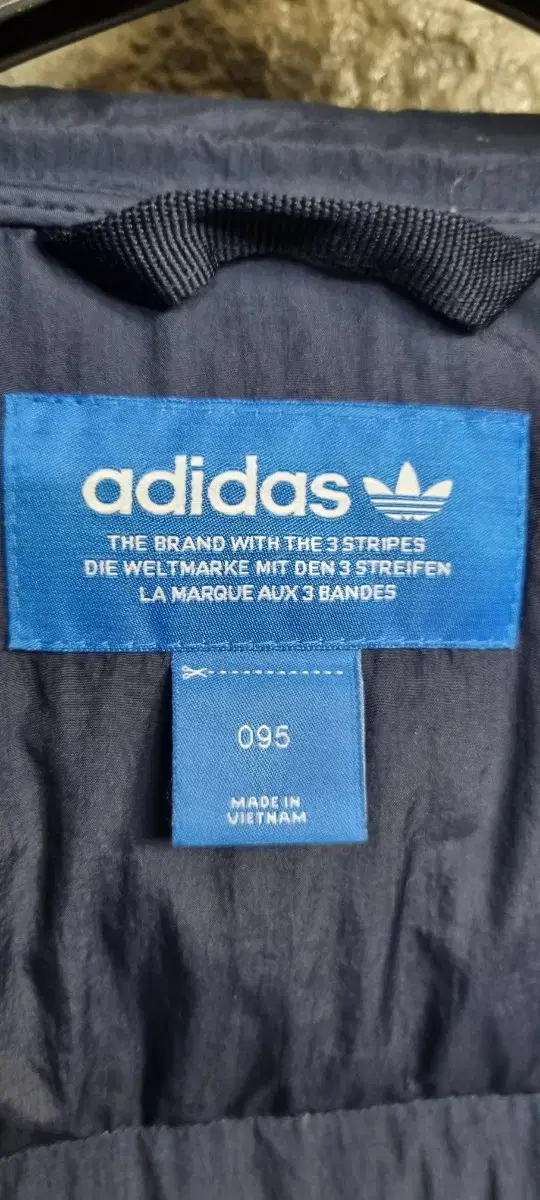 adidas
THE BRAND WITH THE 3 STRIPES
DIE WELTMARKE MIT DEN 3 STREIFEN
LA MARQUE AUX 3 BANDES
095
MADE IN
VIETNAM